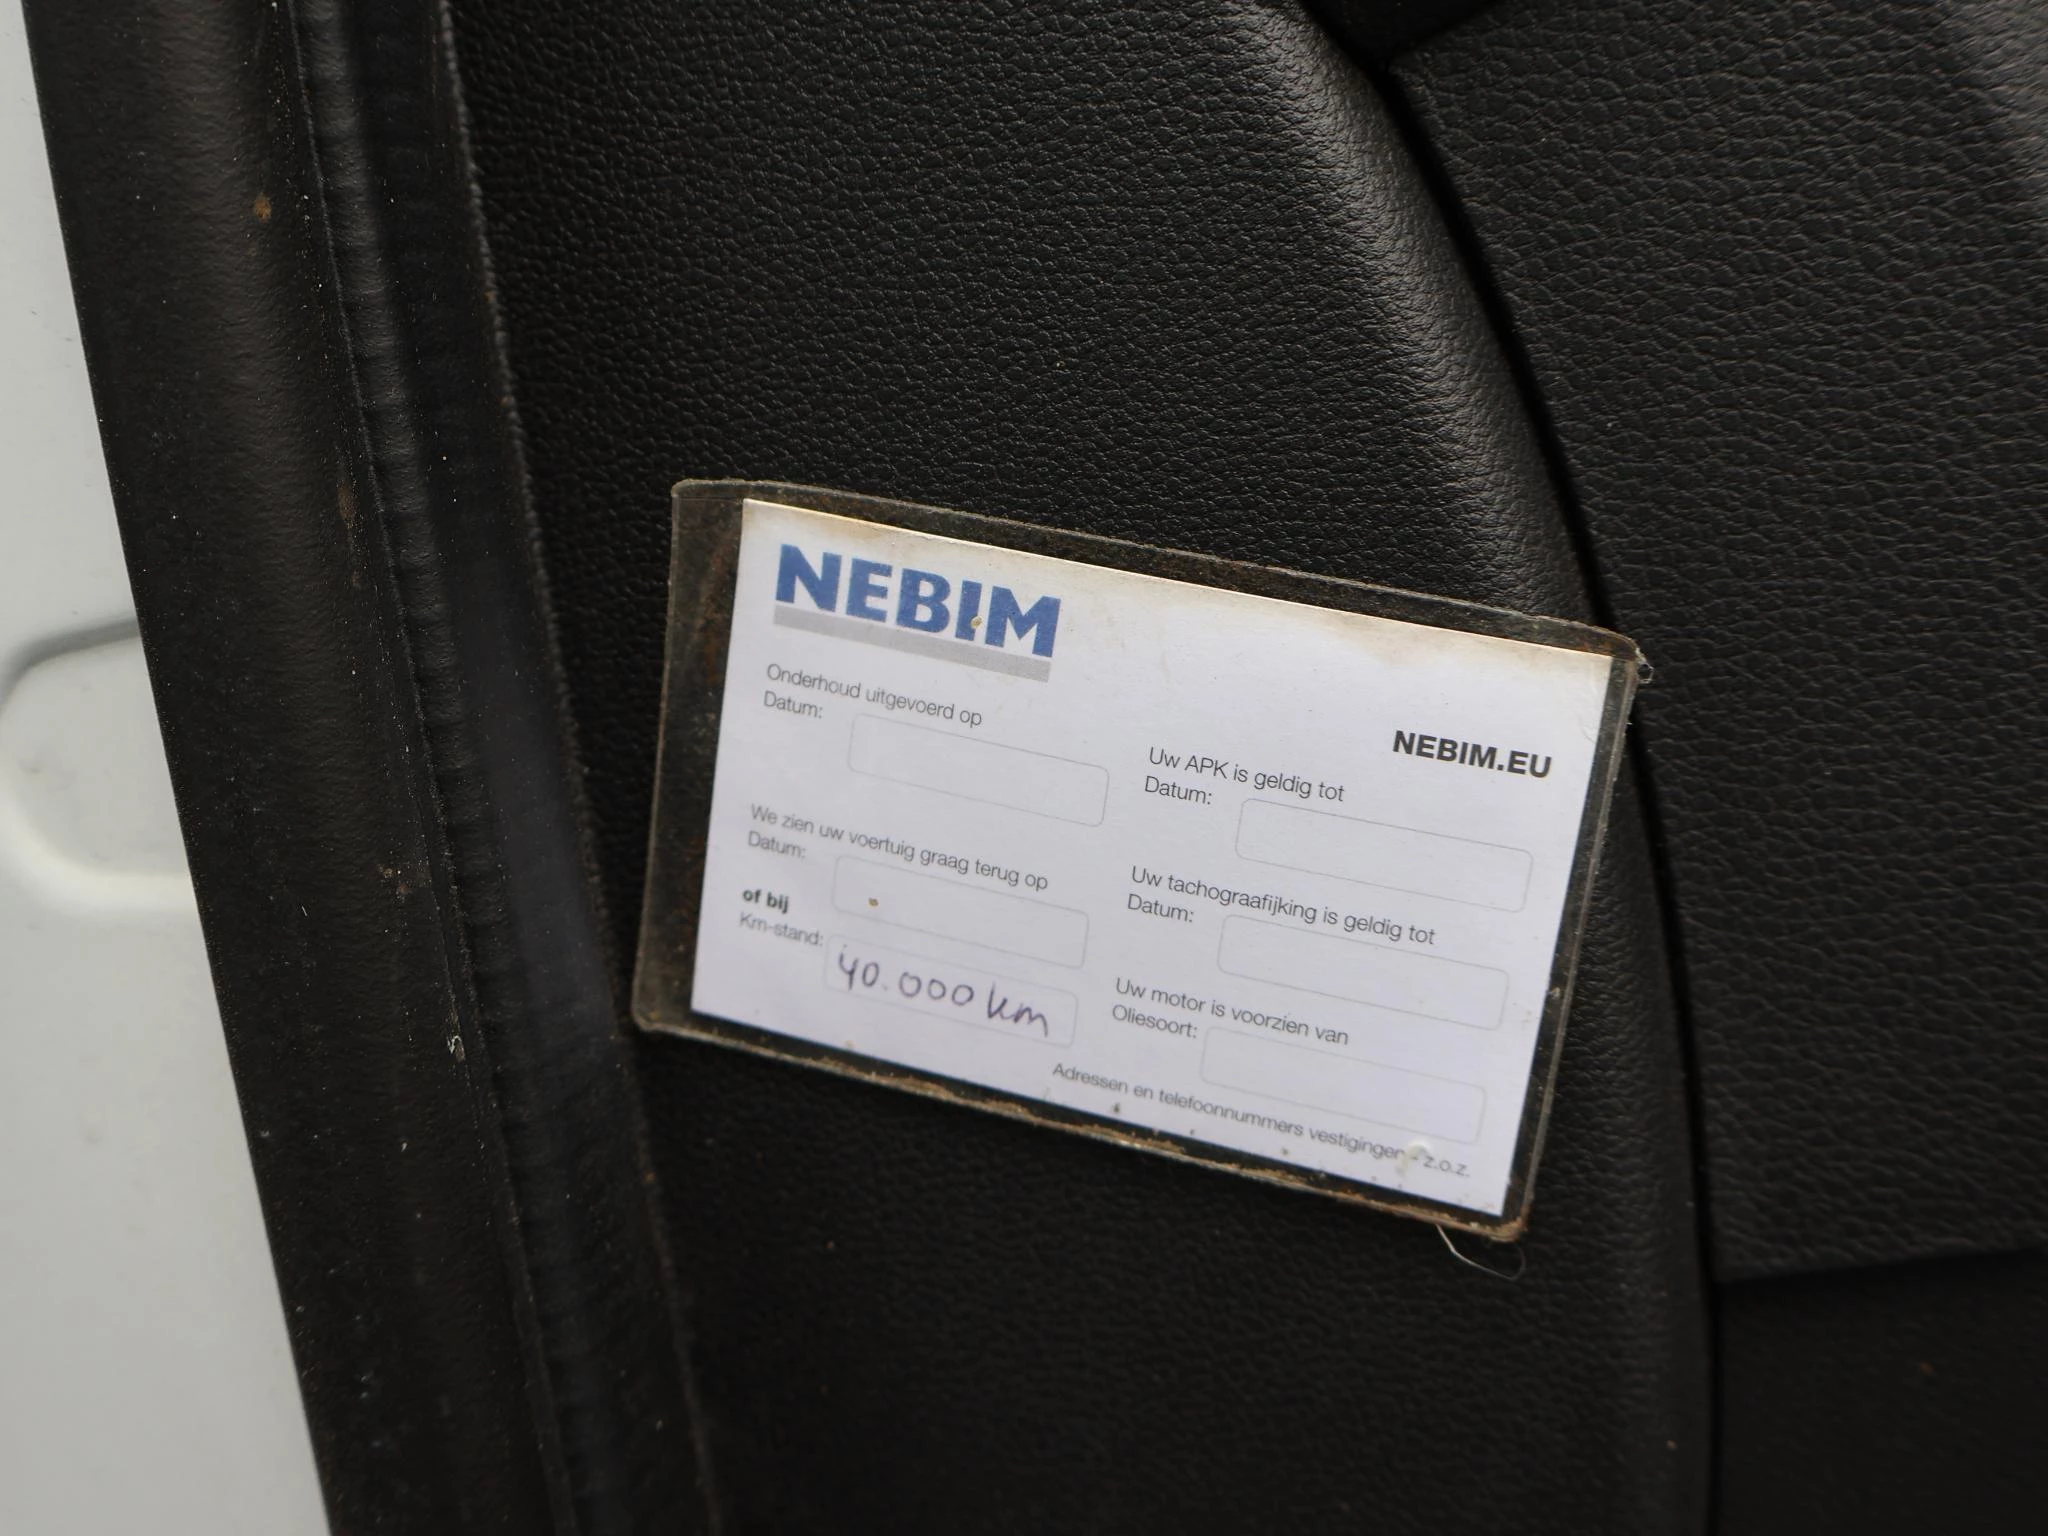 NEBIM
NEBIM.EU
Onderhoud uitgevoerd op
Datum:
We zien uw voertuig graag terug op
Datum:
of bij
Km-stand: 40.000 km
Uw APK is geldig tot
Datum:
Uw tachograafijking is geldig tot
Datum:
Uw motor is voorzien van
Oliesoort:
Adressen en telefoonnummers vestigingen - z.o.z.